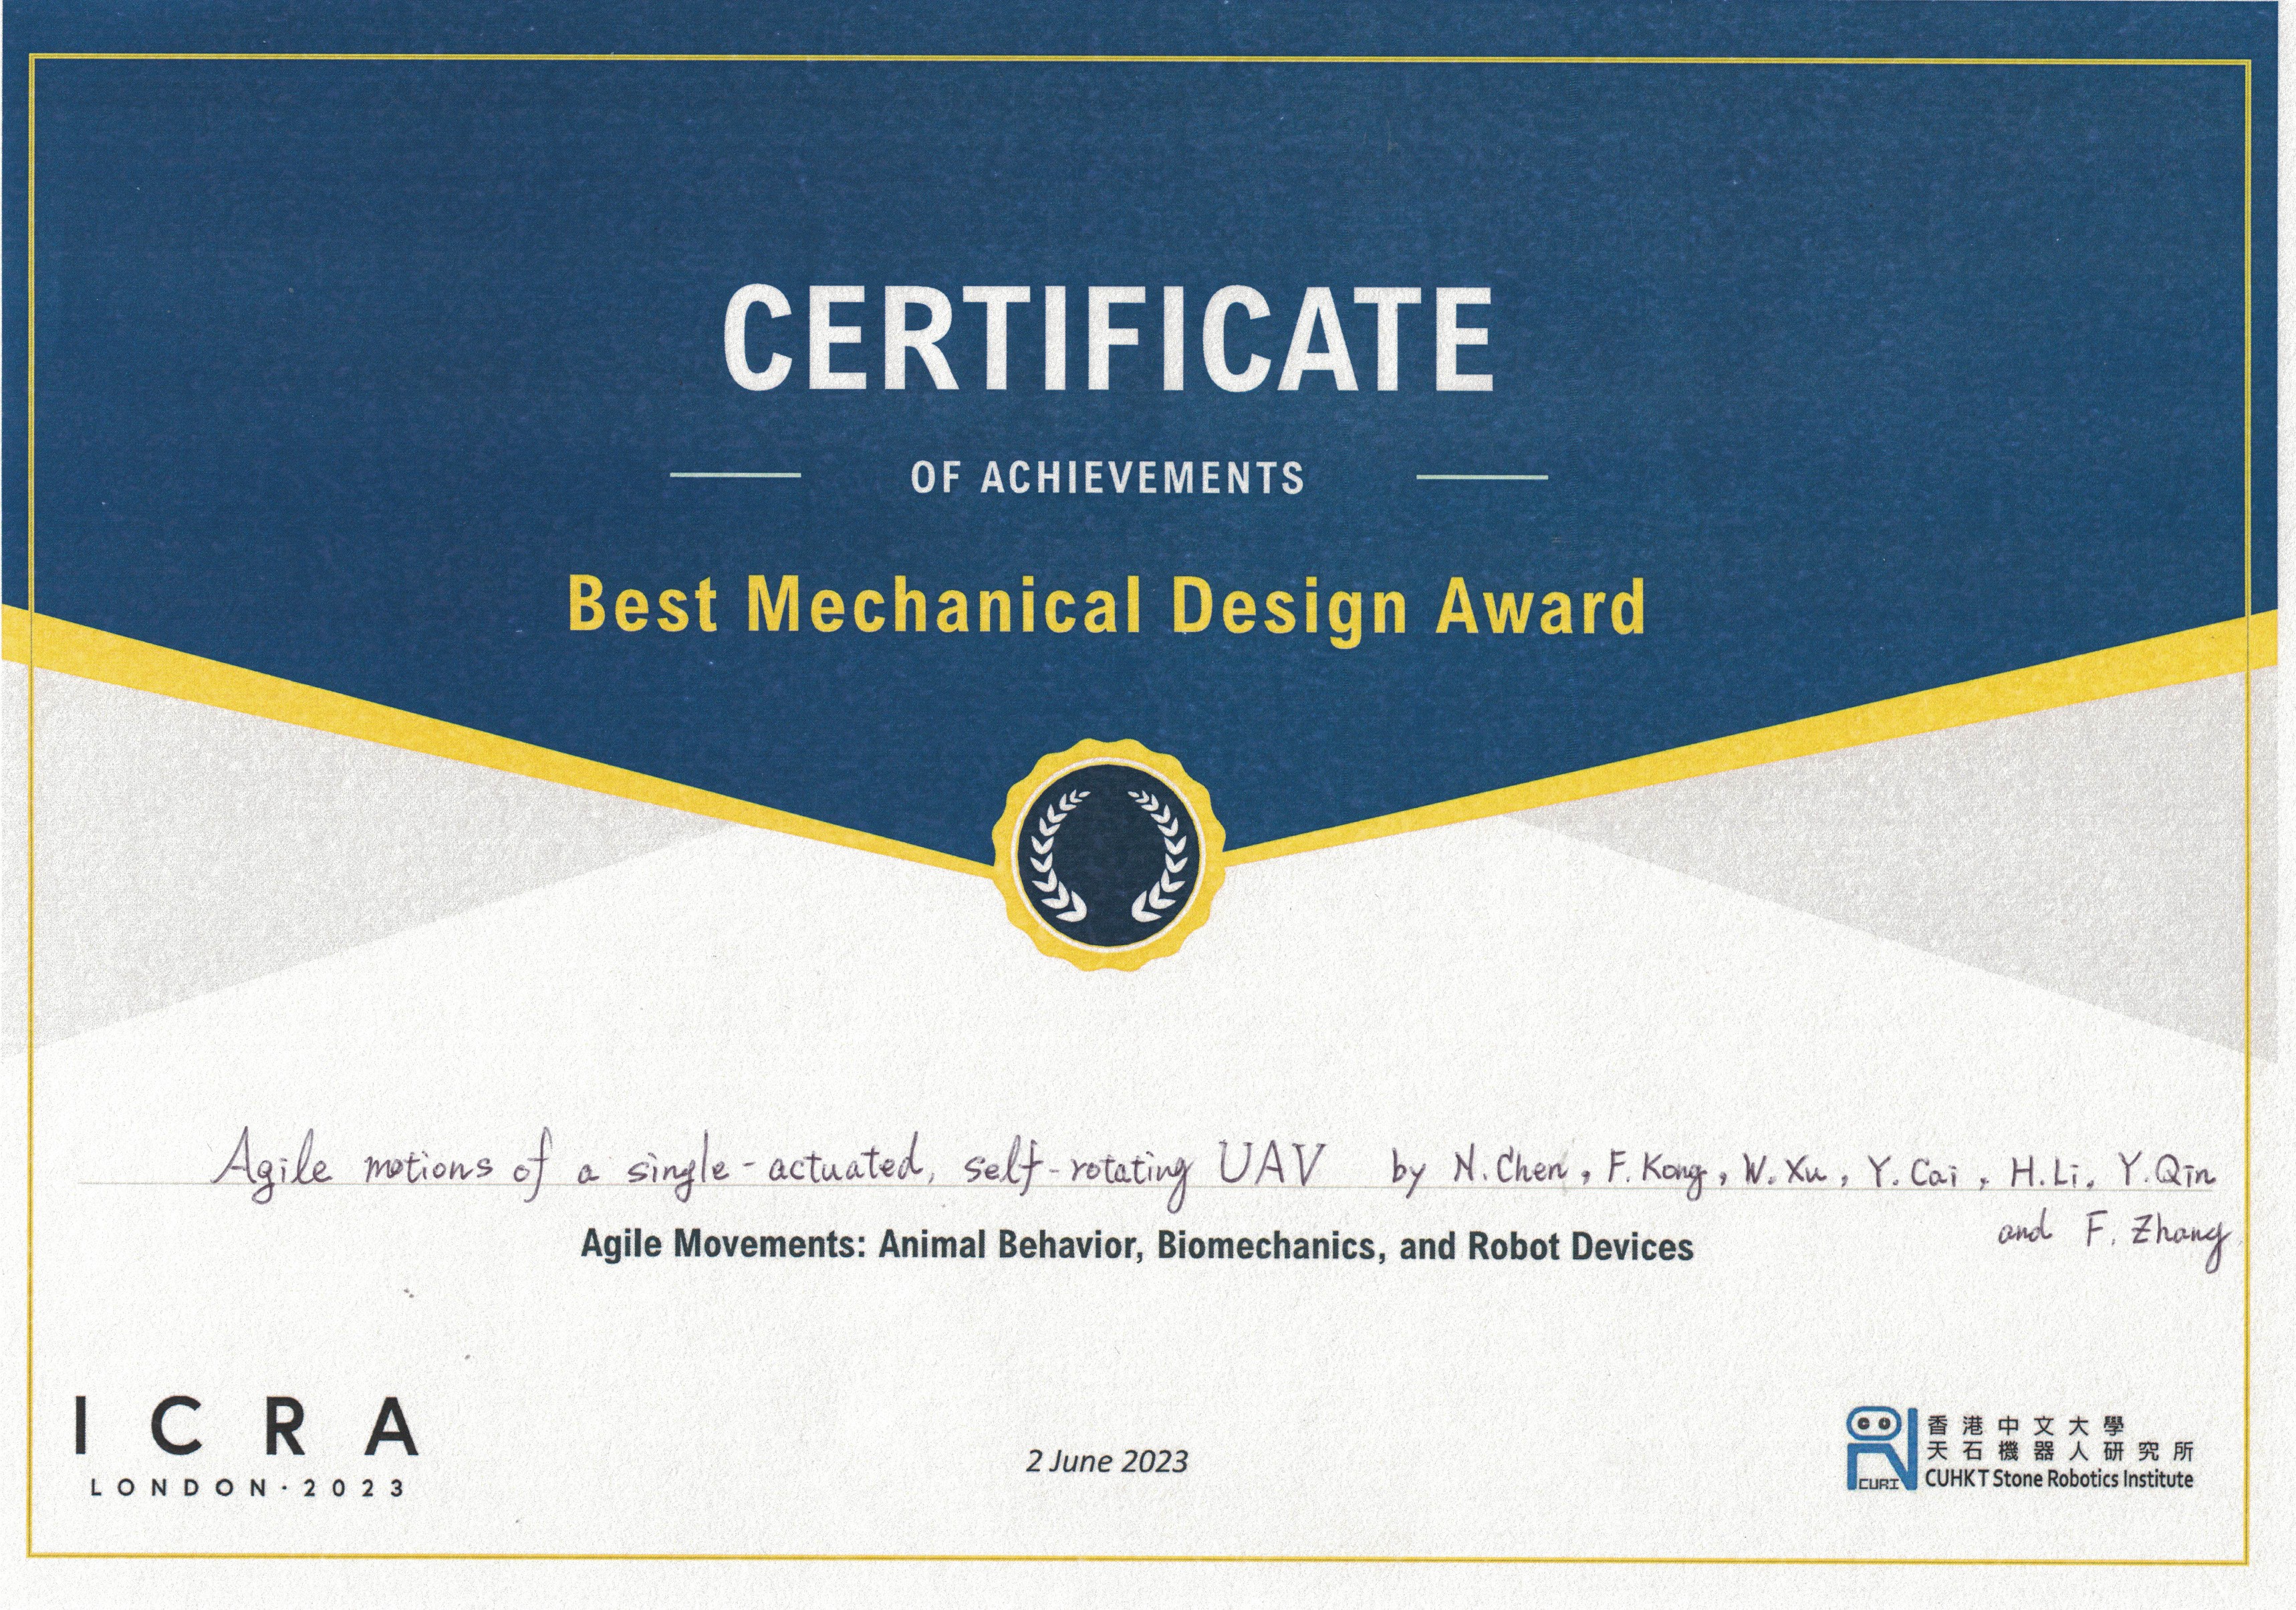 CERTIFICATE
OF ACHIEVEMENTS
Best Mechanical Design Award
Agile motions of a single-actuated, self-rotating UAV by N. Chen, F. Kong, W. Xu, Y. Cai, H. Li, Y. Qin
and F. Zhang
Agile Movements: Animal Behavior, Biomechanics, and Robot Devices
ICRA
LONDON·2023
2 June 2023
CURI
香港中文大學
天石機器人研究所
CUHK T Stone Robotics Institute